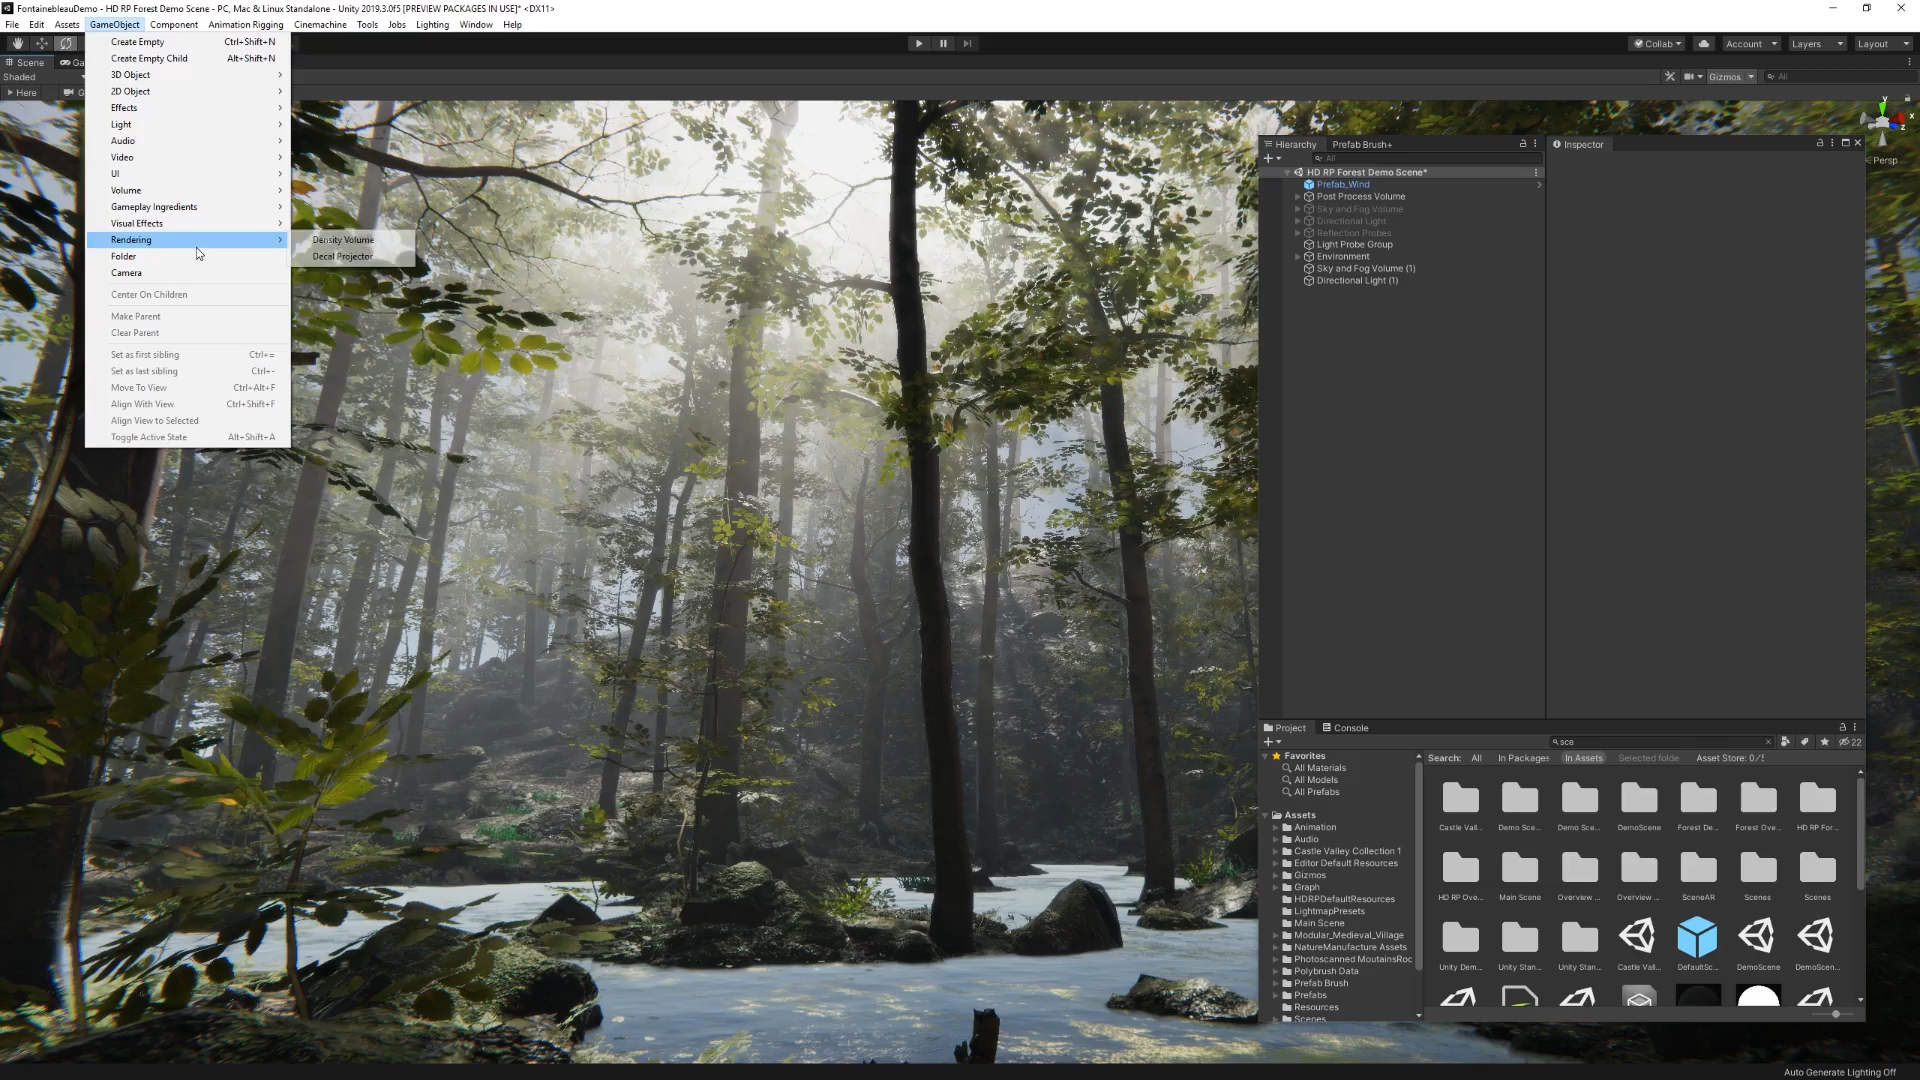 FontainebleauDemo - HD RP Forest Demo Scene - PC, Mac & Linux Standalone - Unity 2019.3.0f5 [PREVIEW PACKAGES IN USE]* <DX11>
File Edit Assets GameObject Component Animation Rigging Cinemachine Tools Jobs Lighting Window Help
Collab Account Layers Layout
Scene Ga
Shaded
Gizmos All
Here G
Create Empty Ctrl+Shift+N
Create Empty Child Alt+Shift+N
3D Object
2D Object
Effects
Light
Audio
Video
UI
Volume
Gameplay Ingredients
Visual Effects
Rendering
Folder
Camera
Center On Children
Make Parent
Clear Parent
Set as first sibling Ctrl+=
Set as last sibling Ctrl+-
Move To View Ctrl+Alt+F
Align With View Ctrl+Shift+F
Align View to Selected
Toggle Active State Alt+Shift+A
Density Volume
Decal Projector
y
x
z
Persp
Hierarchy Prefab Brush+
All
HD RP Forest Demo Scene*
Prefab_Wind
Post Process Volume
Sky and Fog Volume
Directional Light
Reflection Probes
Light Probe Group
Environment
Sky and Fog Volume (1)
Directional Light (1)
Inspector
Project Console
sce
22
Favorites
All Materials
All Models
All Prefabs
Assets
Animation
Audio
Castle Valley Collection 1
Editor Default Resources
Gizmos
Graph
HDRPDefaultResources
LightmapPresets
Main Scene
Modular_Medieval_Village
NatureManufacture Assets
Photoscanned MoutainsRoc
Polybrush Data
Prefab Brush
Prefabs
Resources
Scenes
Search: All In Packages In Assets Selected folde Asset Store: 0/!
Castle Vall... Demo Sce... Demo Sce... DemoScene Forest De... Forest Ove... HD RP For...
HD RP Ove... Main Scene Overview ... Overview ... SceneAR Scenes Scenes
Unity Dem... Unity Stan... Unity Stan... Castle Vall... DefaultSc... DemoScene DemoScen...
Auto Generate Lighting Off